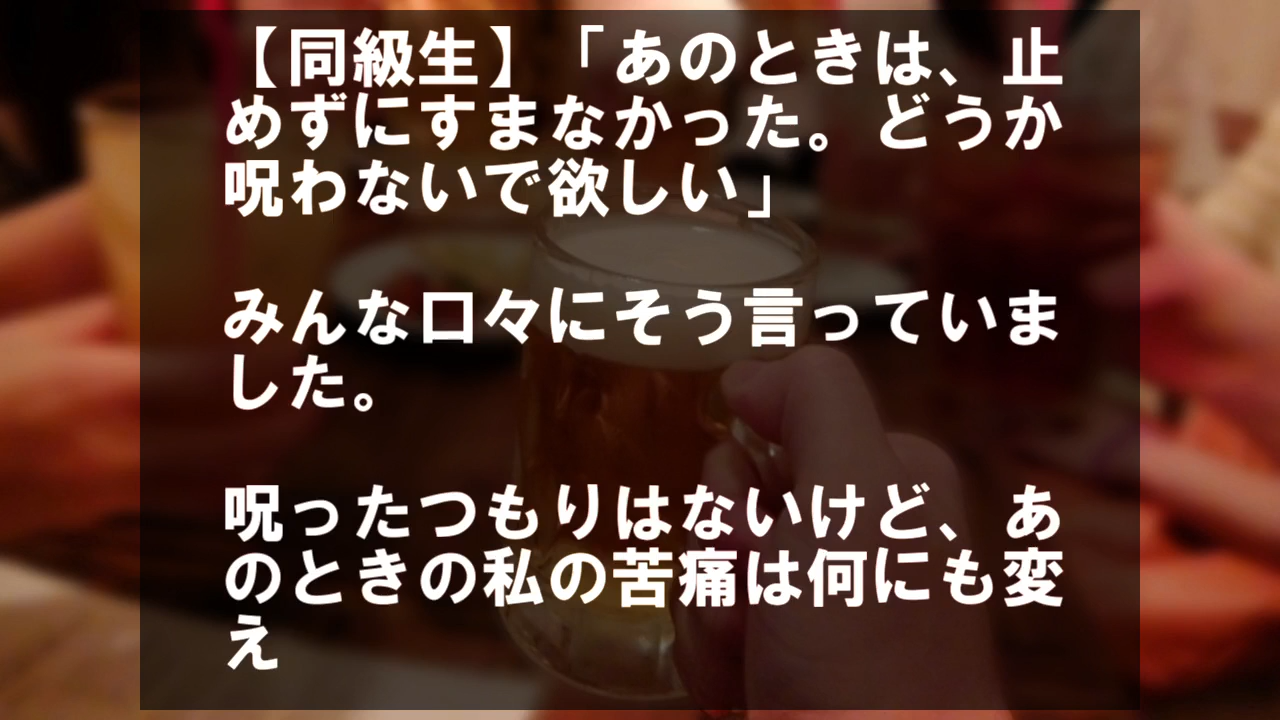 【同級生】「あのときは、止
めずにすまなかった。どうか
呪わないで欲しい」
みんな口々にそう言っていま
した。
呪ったつもりはないけど、あ
のときの私の苦痛は何にも変
え